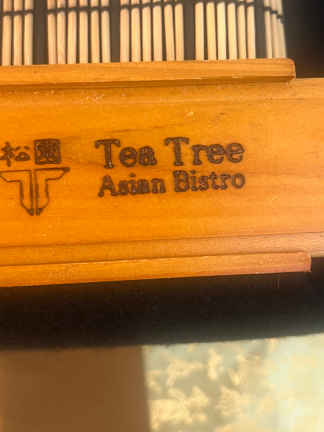 松園
Tea Tree
Asian Bistro